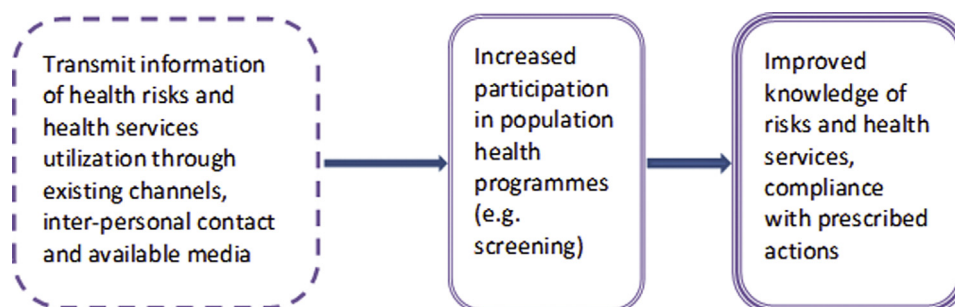 Transmit information
of health risks and
health services
utilization through
existing channels,
inter-personal contact
and available media
Increased
participation
in population
health
programmes
(e.g.
screening)
Improved
knowledge of
risks and health
services,
compliance
with prescribed
actions